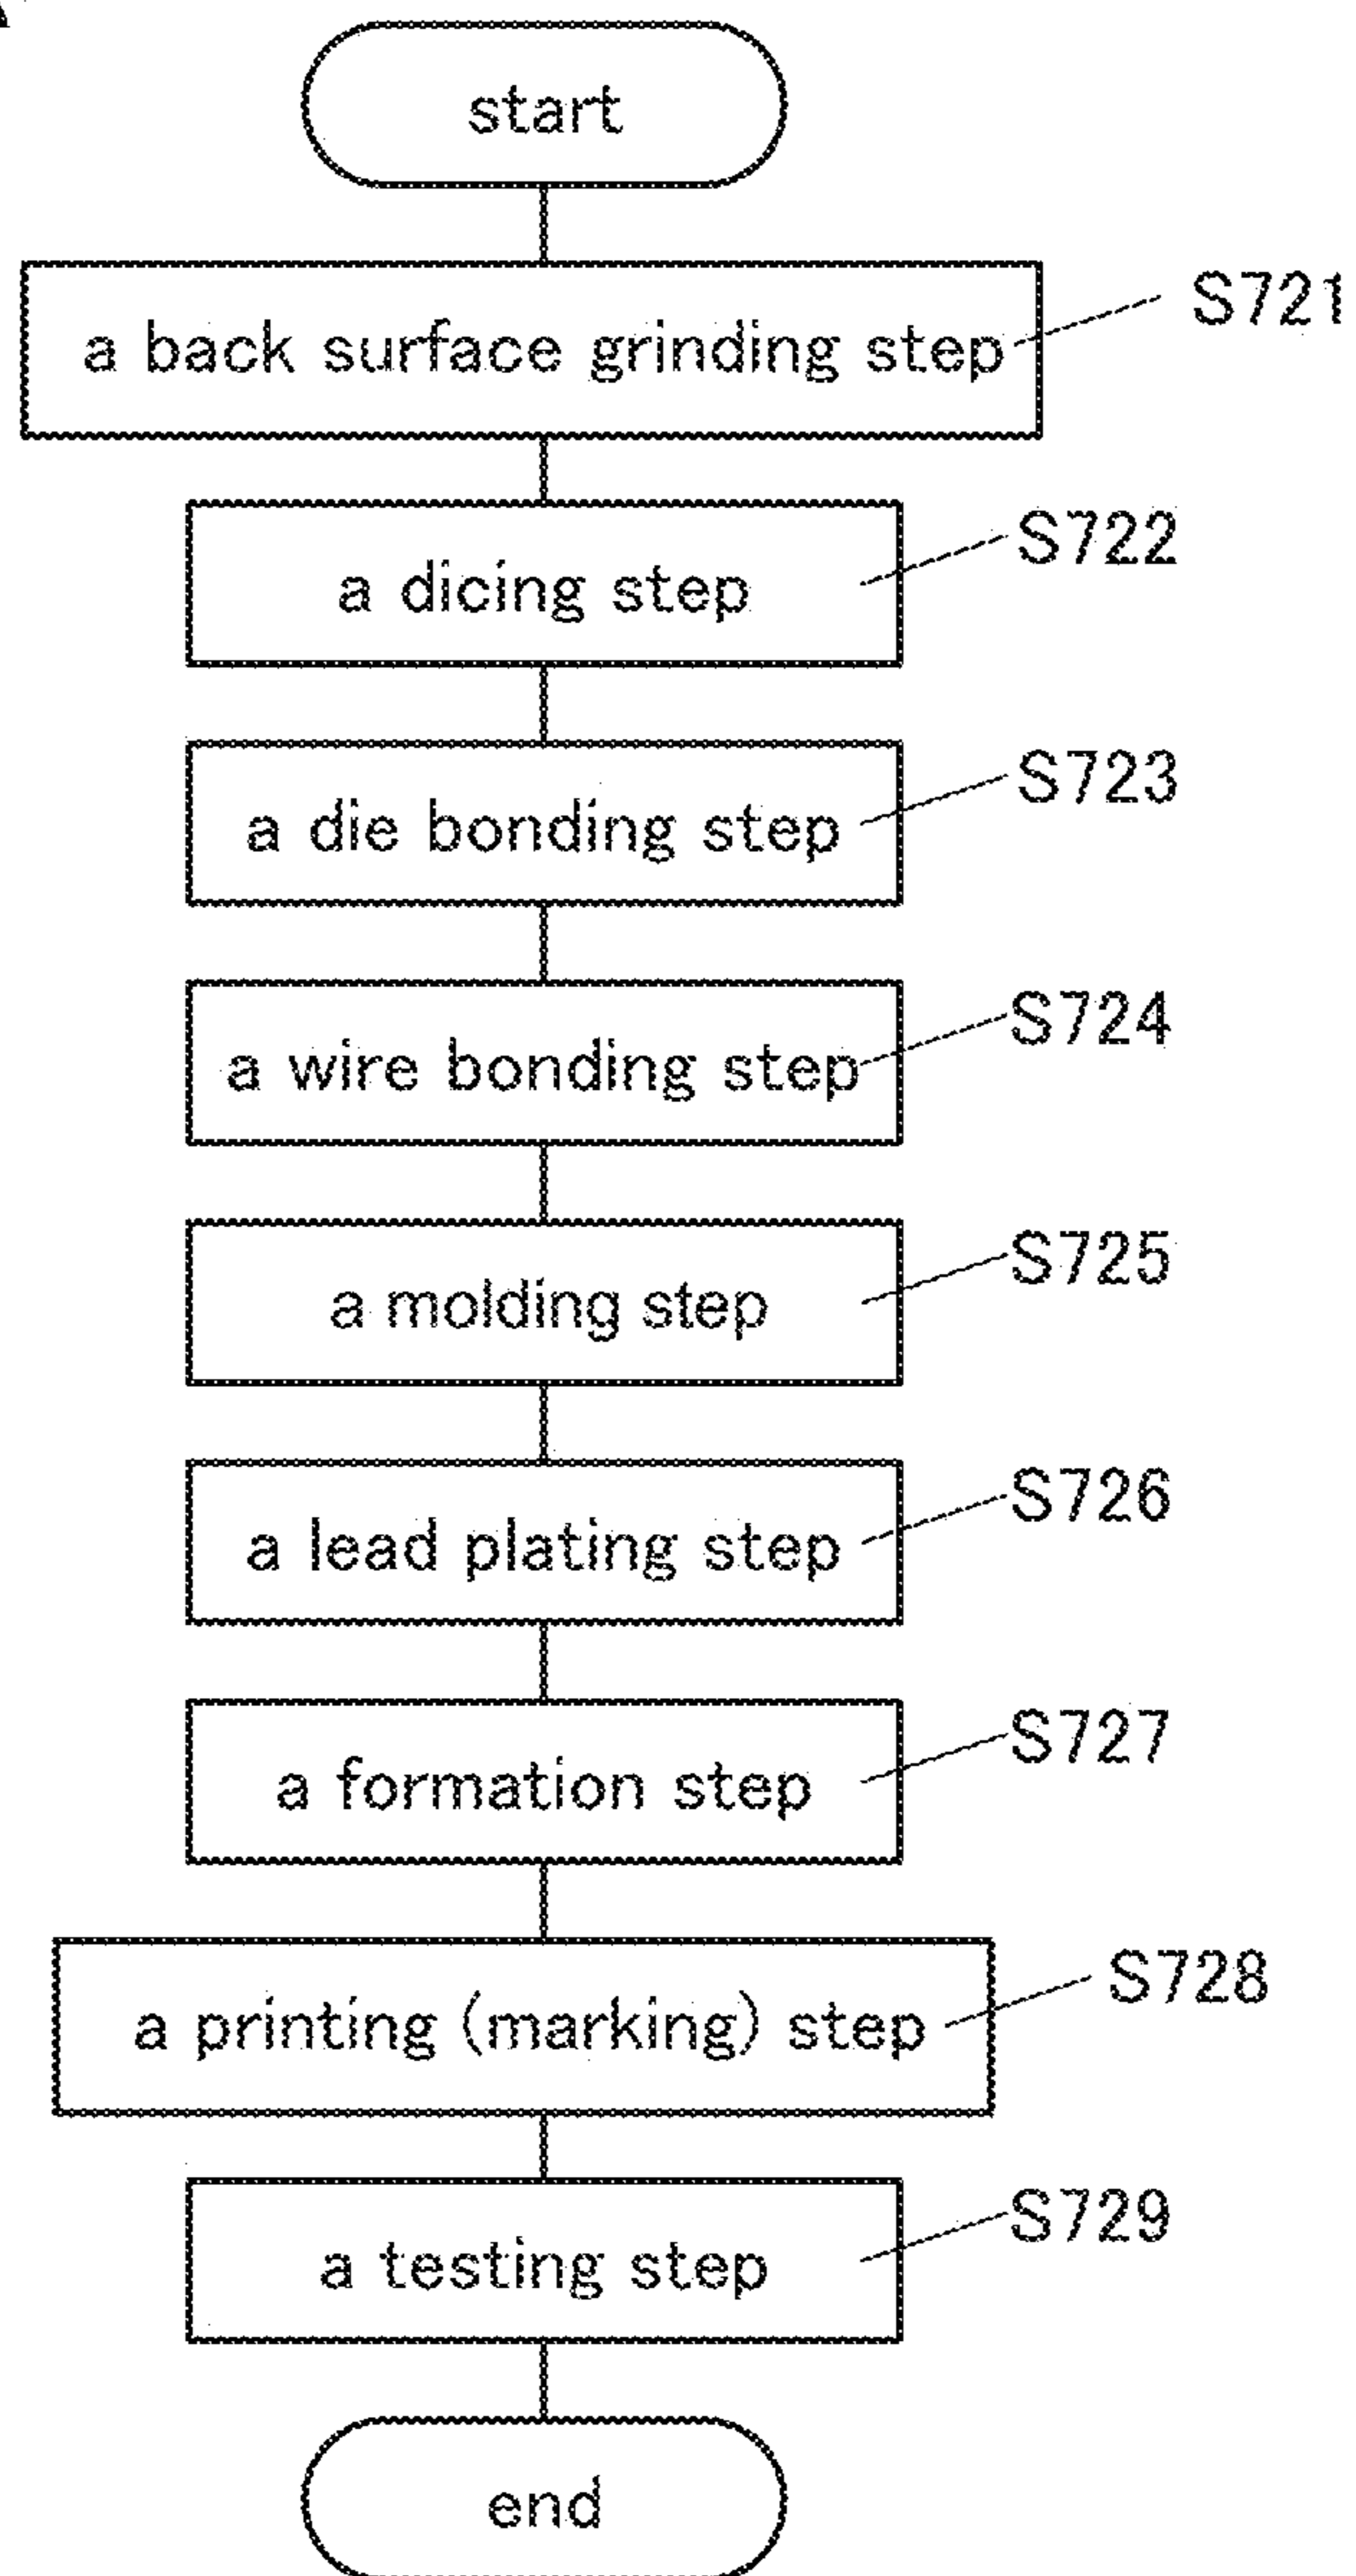 start
a back surface grinding step
S721
a dicing step
S722
a die bonding step
S723
a wire bonding step
S724
a molding step
S725
a lead plating step
S726
a formation step
S727
a printing (marking) step
S728
a testing step
S729
end